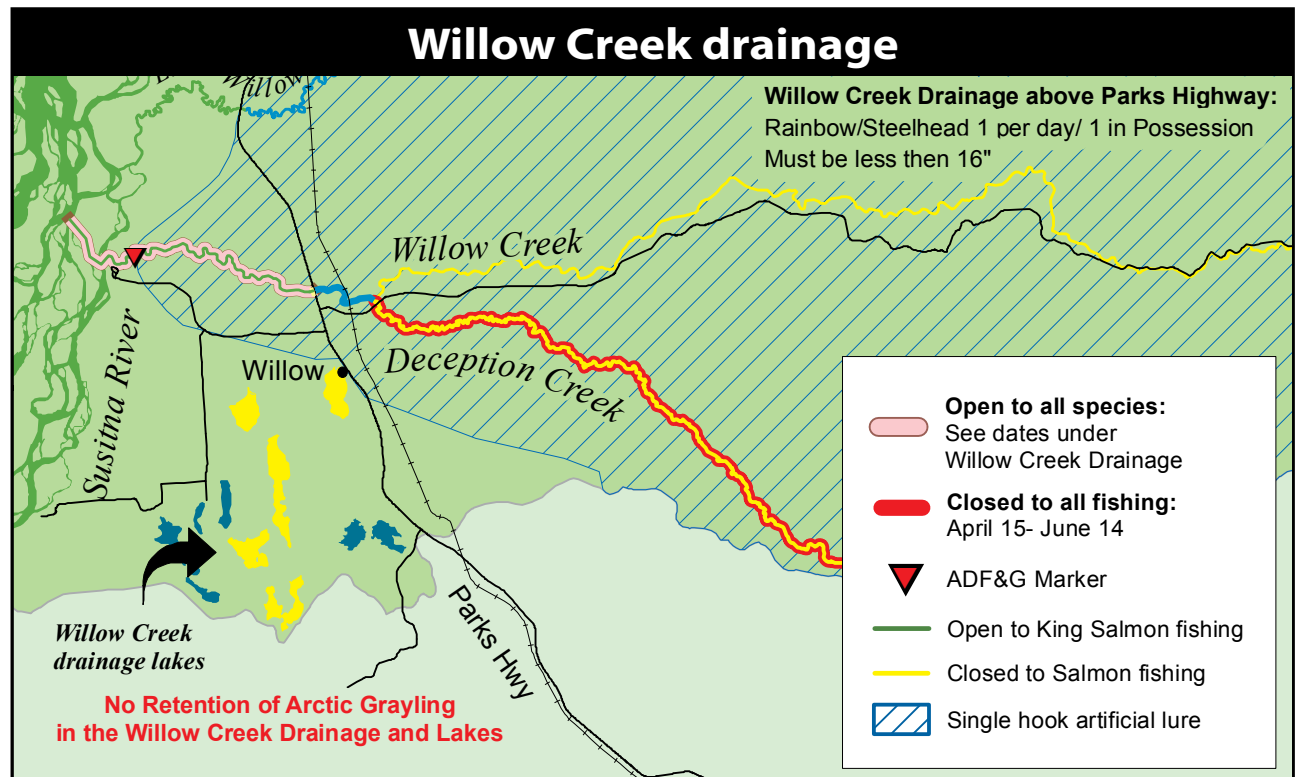 Willow Creek drainage
Willow
Willow Creek Drainage above Parks Highway:
Rainbow/Steelhead 1 per day/ 1 in Possession
Must be less then 16"
Willow Creek
Deception Creek
Susitna River
Willow
Parks Hwy
Willow Creek
drainage lakes
No Retention of Arctic Grayling
in the Willow Creek Drainage and Lakes
Open to all species:
See dates under
Willow Creek Drainage
Closed to all fishing:
April 15- June 14
ADF&G Marker
Open to King Salmon fishing
Closed to Salmon fishing
Single hook artificial lure